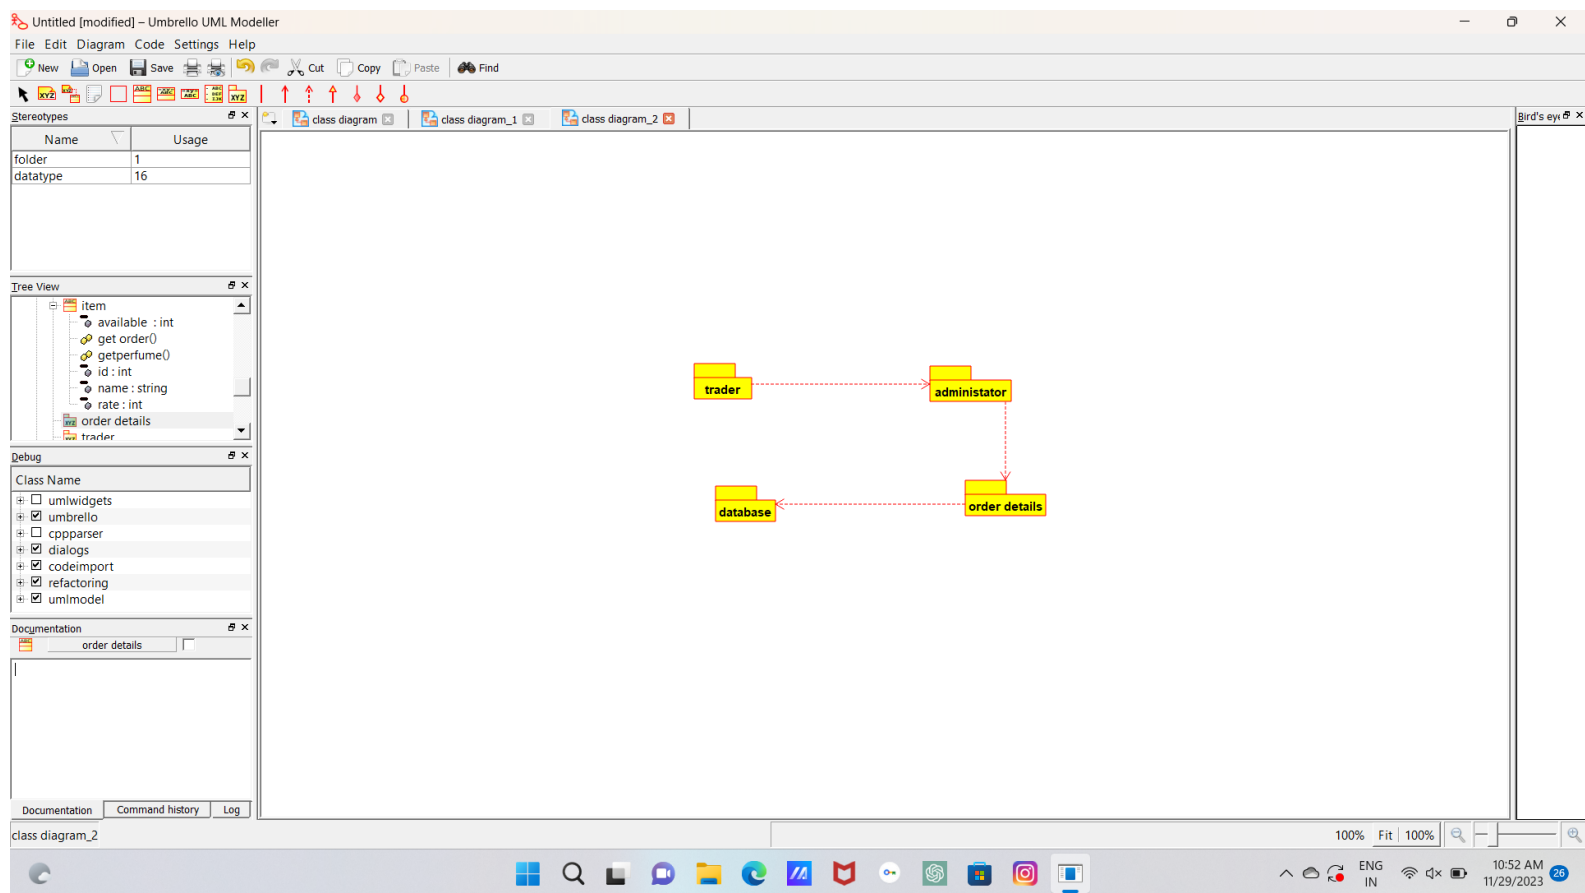 Untitled [modified] – Umbrello UML Modeller
File Edit Diagram Code Settings Help
New Open Save Cut Copy Paste Find
Stereotypes
Name Usage
folder 1
datatype 16
Tree View
item
available : int
get order()
getperfume()
id : int
name : string
rate : int
order details
trader
Debug
Class Name
umlwidgets
umbrello
cppparser
dialogs
codeimport
refactoring
umlmodel
Documentation
order details
Documentation Command history Log
class diagram class diagram_1 class diagram_2
trader
administator
database
order details
Bird's eye
class diagram_2
100% Fit 100%
ENG
IN
10:52 AM
11/29/2023
26